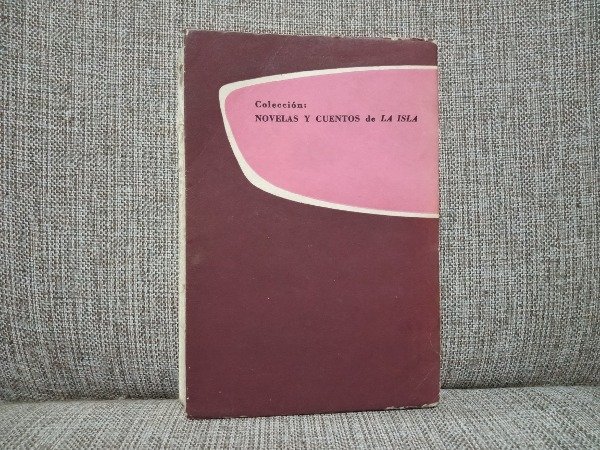 Colección:
NOVELAS Y CUENTOS de LA ISLA